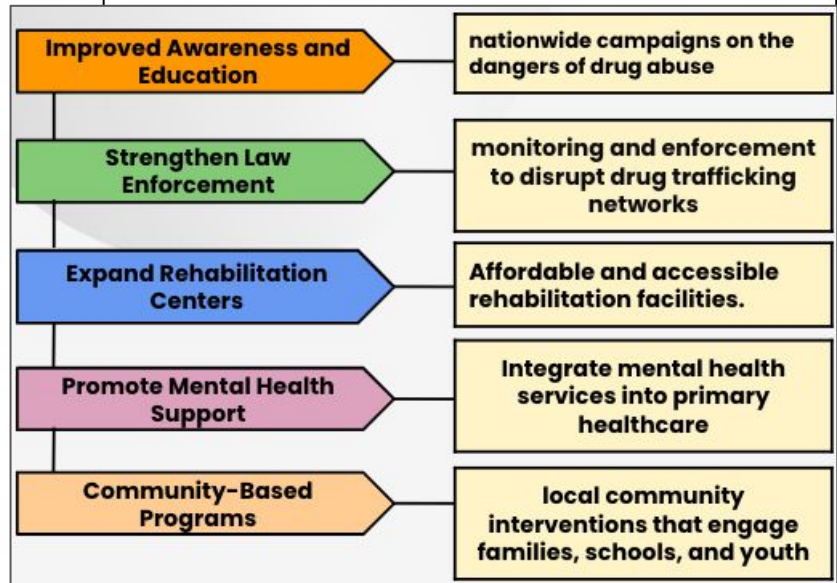 Improved Awareness and
Education
nationwide campaigns on the
dangers of drug abuse
Strengthen Law
Enforcement
monitoring and enforcement
to disrupt drug trafficking
networks
Expand Rehabilitation
Centers
Affordable and accessible
rehabilitation facilities.
Promote Mental Health
Support
Integrate mental health
services into primary
healthcare
Community-Based
Programs
local community
interventions that engage
families, schools, and youth